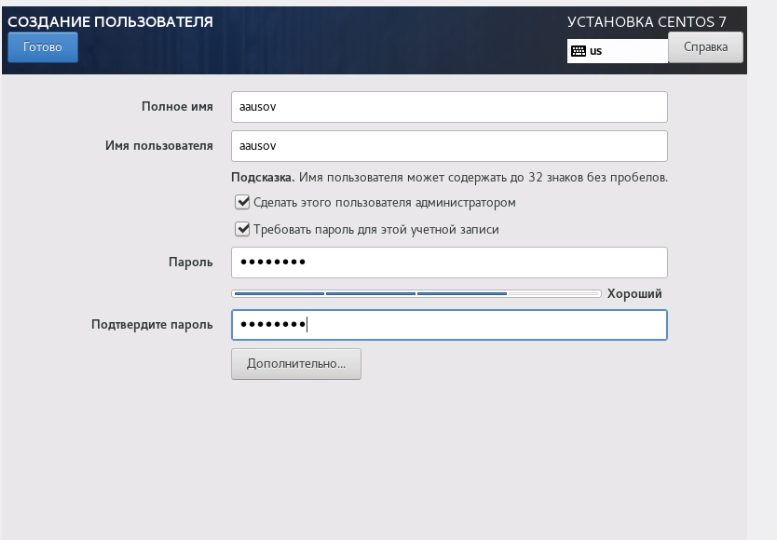 СОЗДАНИЕ ПОЛЬЗОВАТЕЛЯ
УСТАНОВКА CENTOS 7
Готово
us
Справка
Полное имя
aausov
Имя пользователя
aausov
Подсказка. Имя пользователя может содержать до 32 знаков без пробелов.
Сделать этого пользователя администратором
Требовать пароль для этой учетной записи
Пароль
●●●●●●●●
Хороший
Подтвердите пароль
●●●●●●●●
Дополнительно...